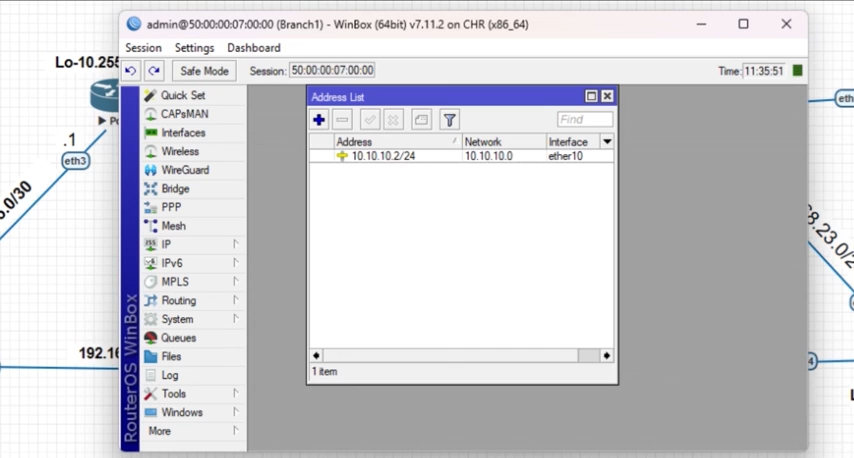 admin@50:00:00:07:00:00 (Branch1) - WinBox (64bit) v7.11.2 on CHR (x86_64)
Session Settings Dashboard
Safe Mode Session: 50:00:00:07:00:00 Time: 11:35:51
Lo-10.255
.1
eth3
.0/30
192.16
Quick Set
CAPsMAN
Interfaces
Wireless
WireGuard
Bridge
PPP
Mesh
IP
IPv6
MPLS
Routing
System
Queues
Files
Log
Tools
Windows
More
RouterOS WinBox
Address List
Find
Address Network Interface
10.10.10.2/24 10.10.10.0 ether10
1 item
eth
8.23.0/2
4